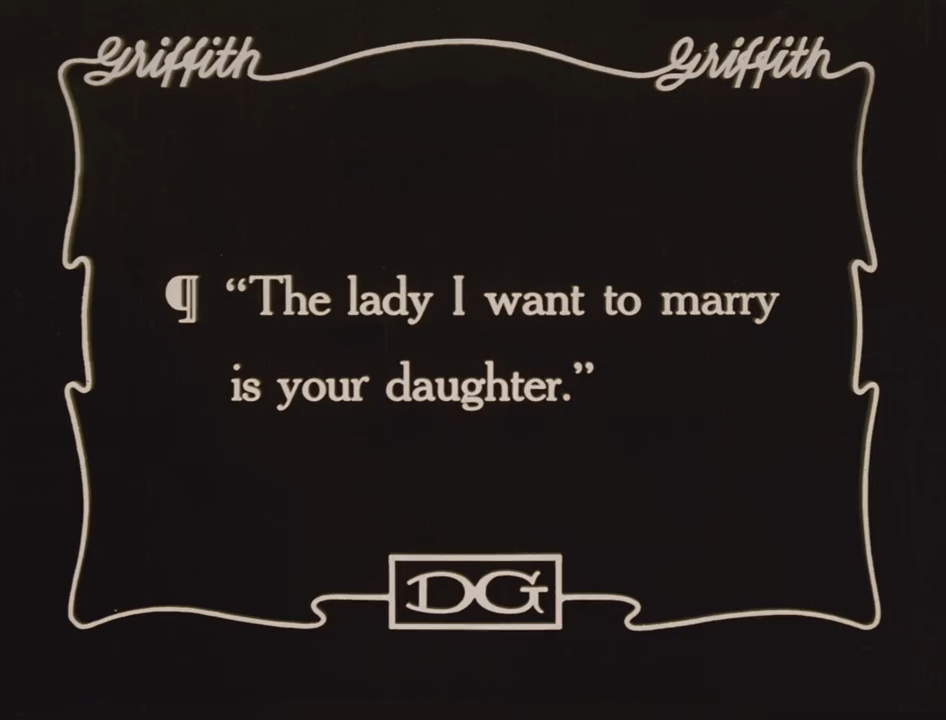 Griffith Griffith
¶ “The lady I want to marry
is your daughter.”
DG